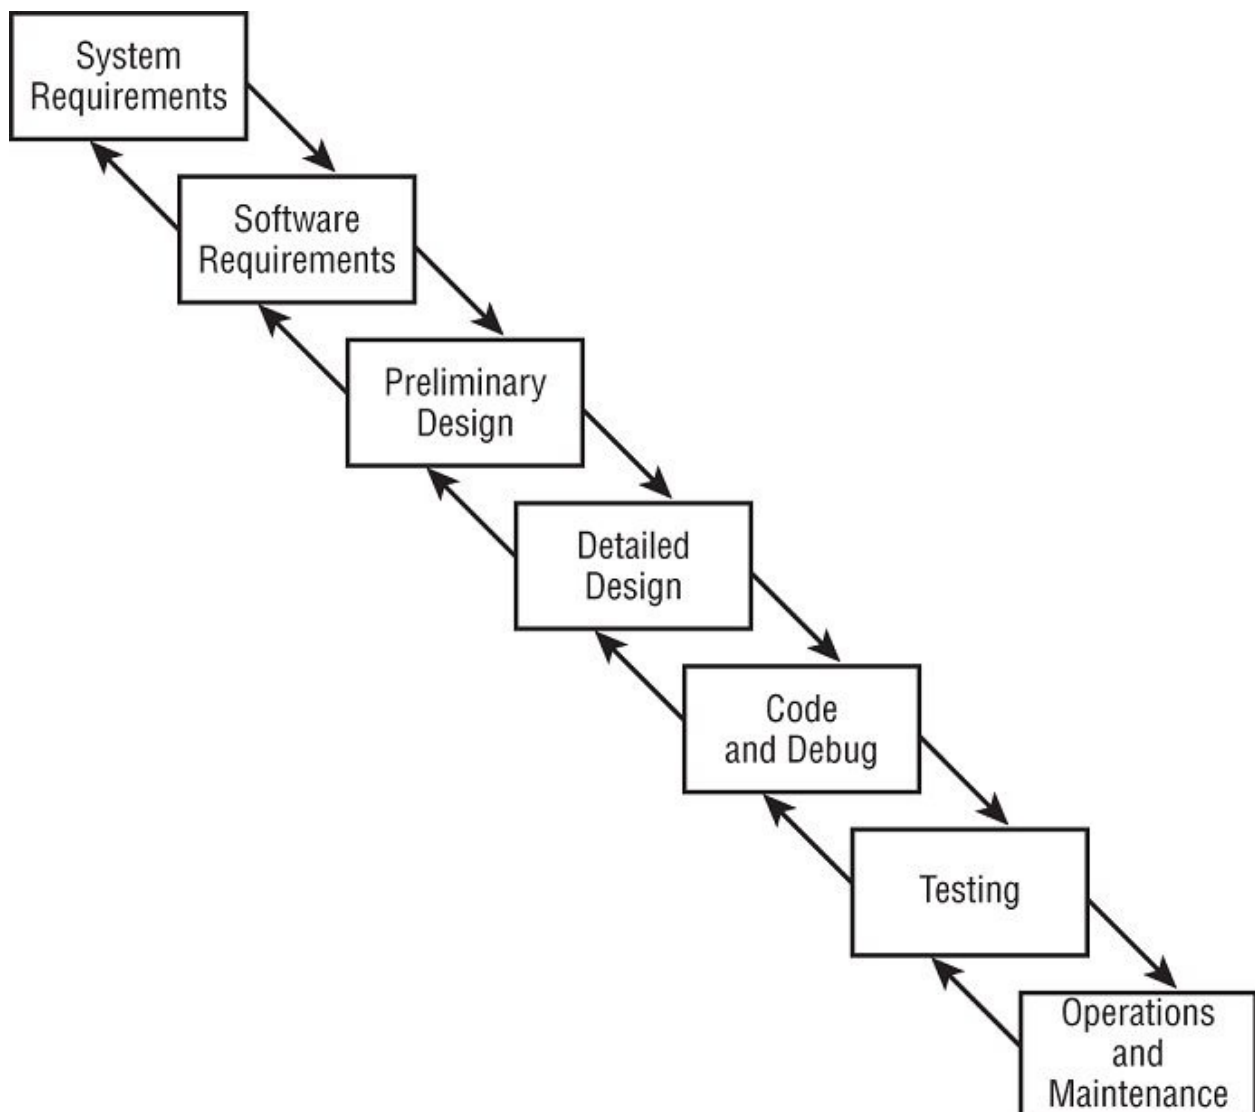 System
Requirements
Software
Requirements
Preliminary
Design
Detailed
Design
Code
and Debug
Testing
Operations
and
Maintenance